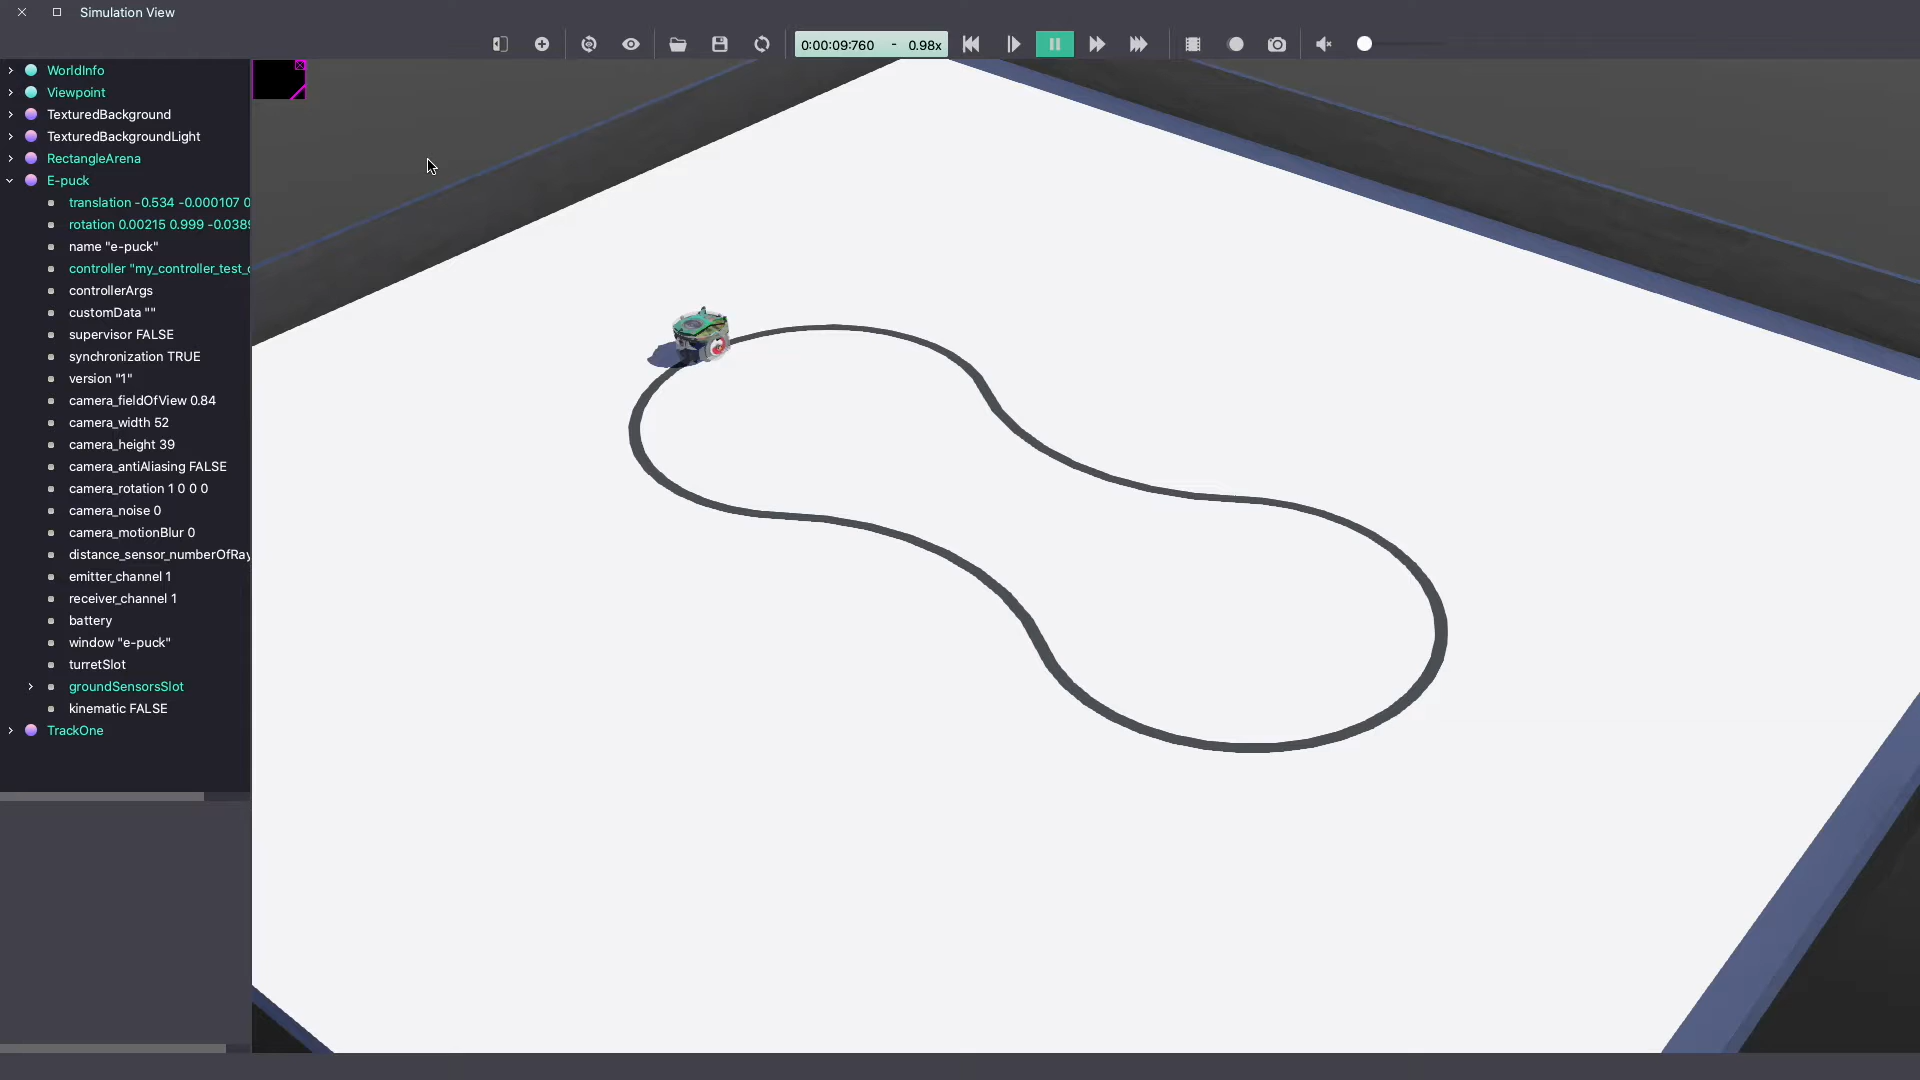 Simulation View
0:00:09:760 - 0.98x
WorldInfo
Viewpoint
TexturedBackground
TexturedBackgroundLight
RectangleArena
E-puck
translation -0.534 -0.000107 0
rotation 0.00215 0.999 -0.0389
name "e-puck"
controller "my_controller_test_
controllerArgs
customData ""
supervisor FALSE
synchronization TRUE
version "1"
camera_fieldOfView 0.84
camera_width 52
camera_height 39
camera_antiAliasing FALSE
camera_rotation 1 0 0 0
camera_noise 0
camera_motionBlur 0
distance_sensor_numberOfRay
emitter_channel 1
receiver_channel 1
battery
window "e-puck"
turretSlot
groundSensorsSlot
kinematic FALSE
TrackOne